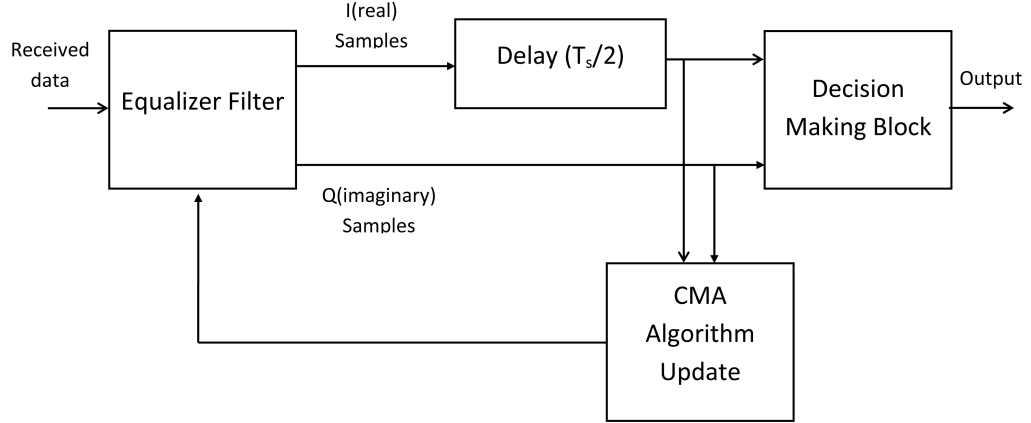 I(real)
Samples
Received
data
Equalizer Filter
Delay (Ts/2)
Decision
Making Block
Output
Q(imaginary)
Samples
CMA
Algorithm
Update